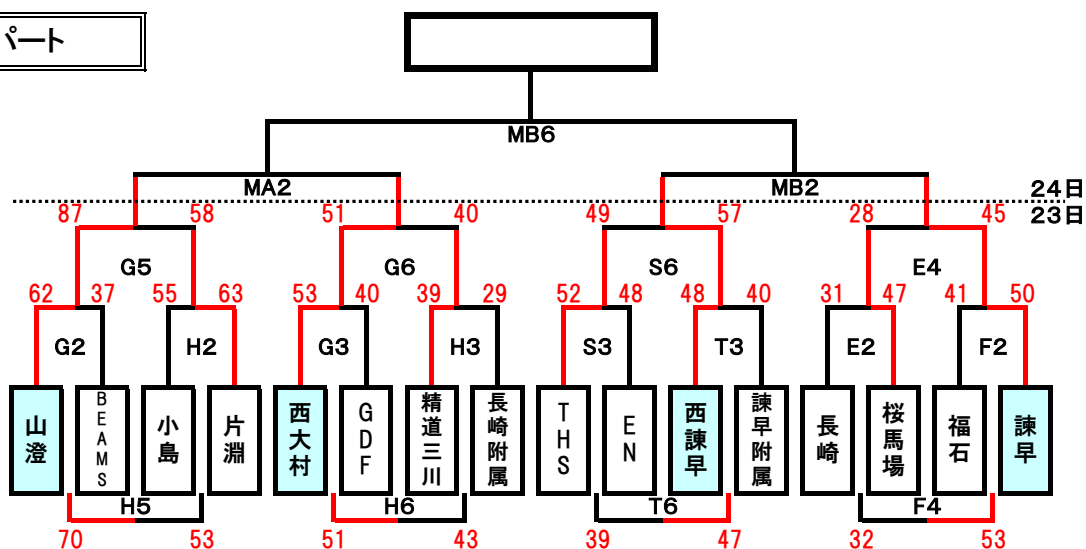 パート
MB6
MA2 MB2 24日
87 58 51 40 49 57 28 45 23日
G5 G6 S6 E4
62 37 55 63 53 40 39 29 52 48 48 40 31 47 41 50
G2 H2 G3 H3 S3 T3 E2 F2
山澄
BEAMS
小島
片淵
西大村
GDF
精道三川
長崎附属
THS
EN
西諫早
諫早附属
長崎
桜馬場
福石
諫早
H5 H6 T6 F4
70 53 51 43 39 47 32 53